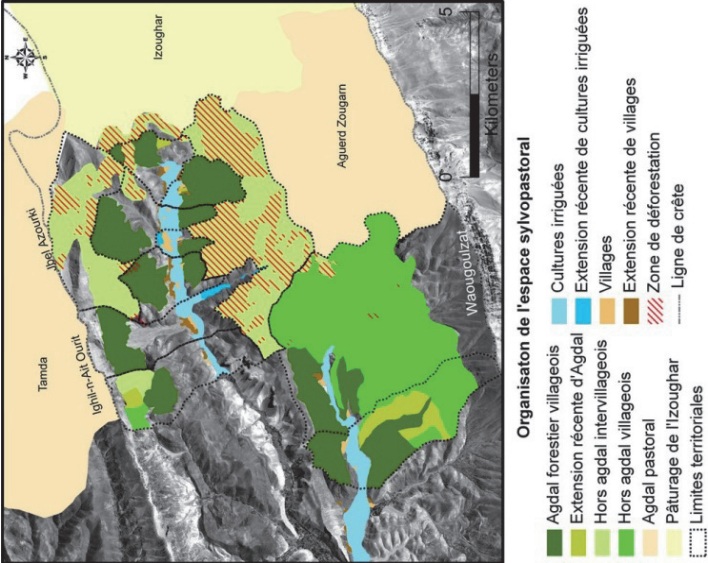 N
W
E
S
Izoughar
Tamda
Jbel Azourki
Ighil-n-Ait Ourit
Aguerd Zougarn
Waougoulzat
0
5
Kilometers
Organisaton de l'espace sylvopastoral
Agdal forestier villageois
Extension récente d'Agdal
Hors agdal intervillageois
Hors agdal villageois
Agdal pastoral
Pâturage de l'Izoughar
Limites territoriales
Cultures irriguées
Extension récente de cultures irriguées
Villages
Extension récente de villages
Zone de déforestation
Ligne de crête